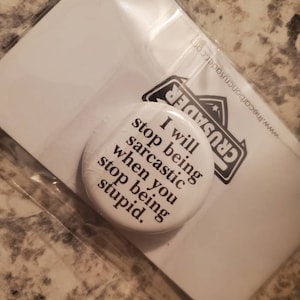 I will
stop being
sarcastic
when you
stop being
stupid.
CRUSADER